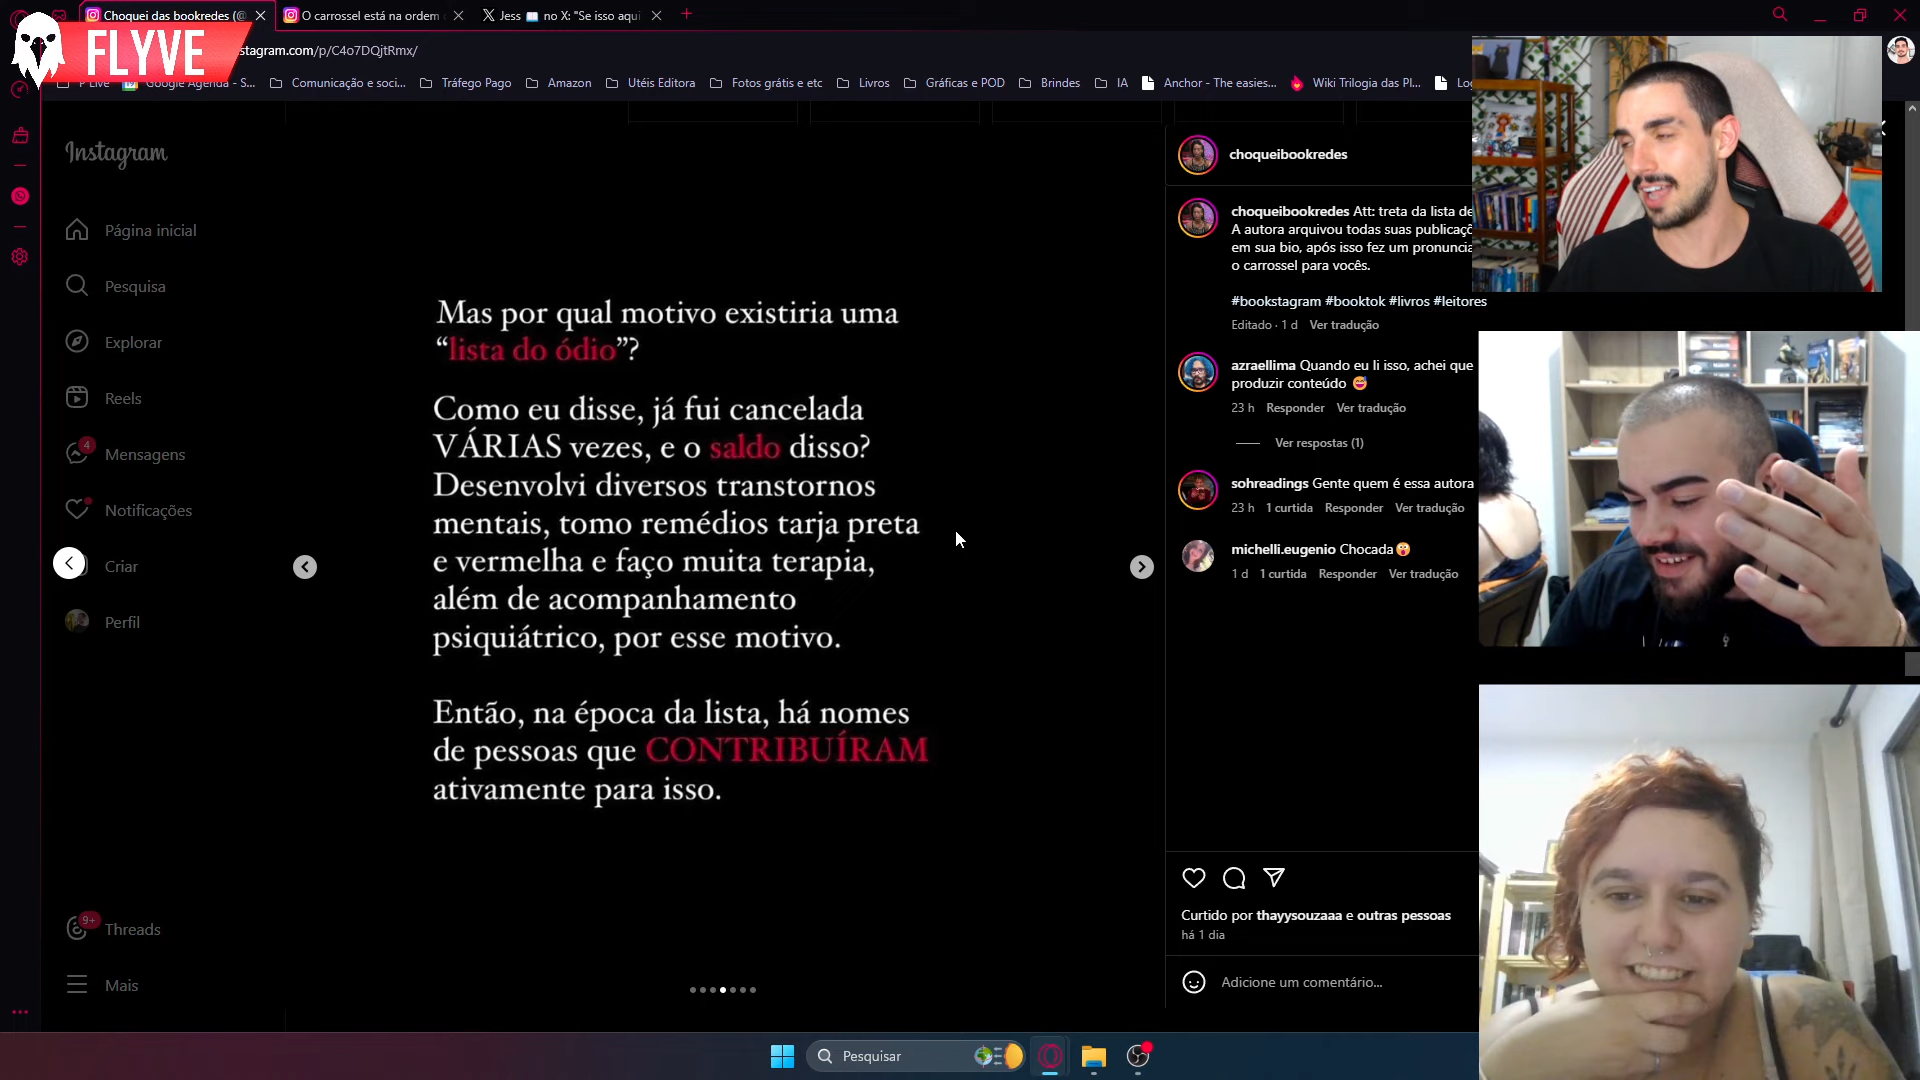 Choquei das bookredes (@
O carrossel está na ordem
Jess no X: "Se isso aqui
FLYVE
stagram.com/p/C4o7DQjtRmx/
P Live
Google Agenda - S...
Comunicação e soci...
Tráfego Pago
Amazon
Utéis Editora
Fotos grátis e etc
Livros
Gráficas e POD
Brindes
IA
Anchor - The easies...
Wiki Trilogia das Pl...
Instagram
Página inicial
Pesquisa
Explorar
Reels
4
Mensagens
Notificações
Criar
Perfil
9+
Threads
Mais
Mas por qual motivo existiria uma
“lista do ódio”?
Como eu disse, já fui cancelada
VÁRIAS vezes, e o saldo disso?
Desenvolvi diversos transtornos
mentais, tomo remédios tarja preta
e vermelha e faço muita terapia,
além de acompanhamento
psiquiátrico, por esse motivo.
Então, na época da lista, há nomes
de pessoas que CONTRIBUÍRAM
ativamente para isso.
choqueibookredes
choqueibookredes Att: treta da lista de
A autora arquivou todas suas publicaçõ
em sua bio, após isso fez um pronuncia
o carrossel para vocês.
#bookstagram #booktok #livros #leitores
Editado · 1 d Ver tradução
azraellima Quando eu li isso, achei que
produzir conteúdo
23 h Responder Ver tradução
Ver respostas (1)
sohreadings Gente quem é essa autora
23 h 1 curtida Responder Ver tradução
michelli.eugenio Chocada
1 d 1 curtida Responder Ver tradução
Curtido por thayysouzaaa e outras pessoas
há 1 dia
Adicione um comentário...
Pesquisar